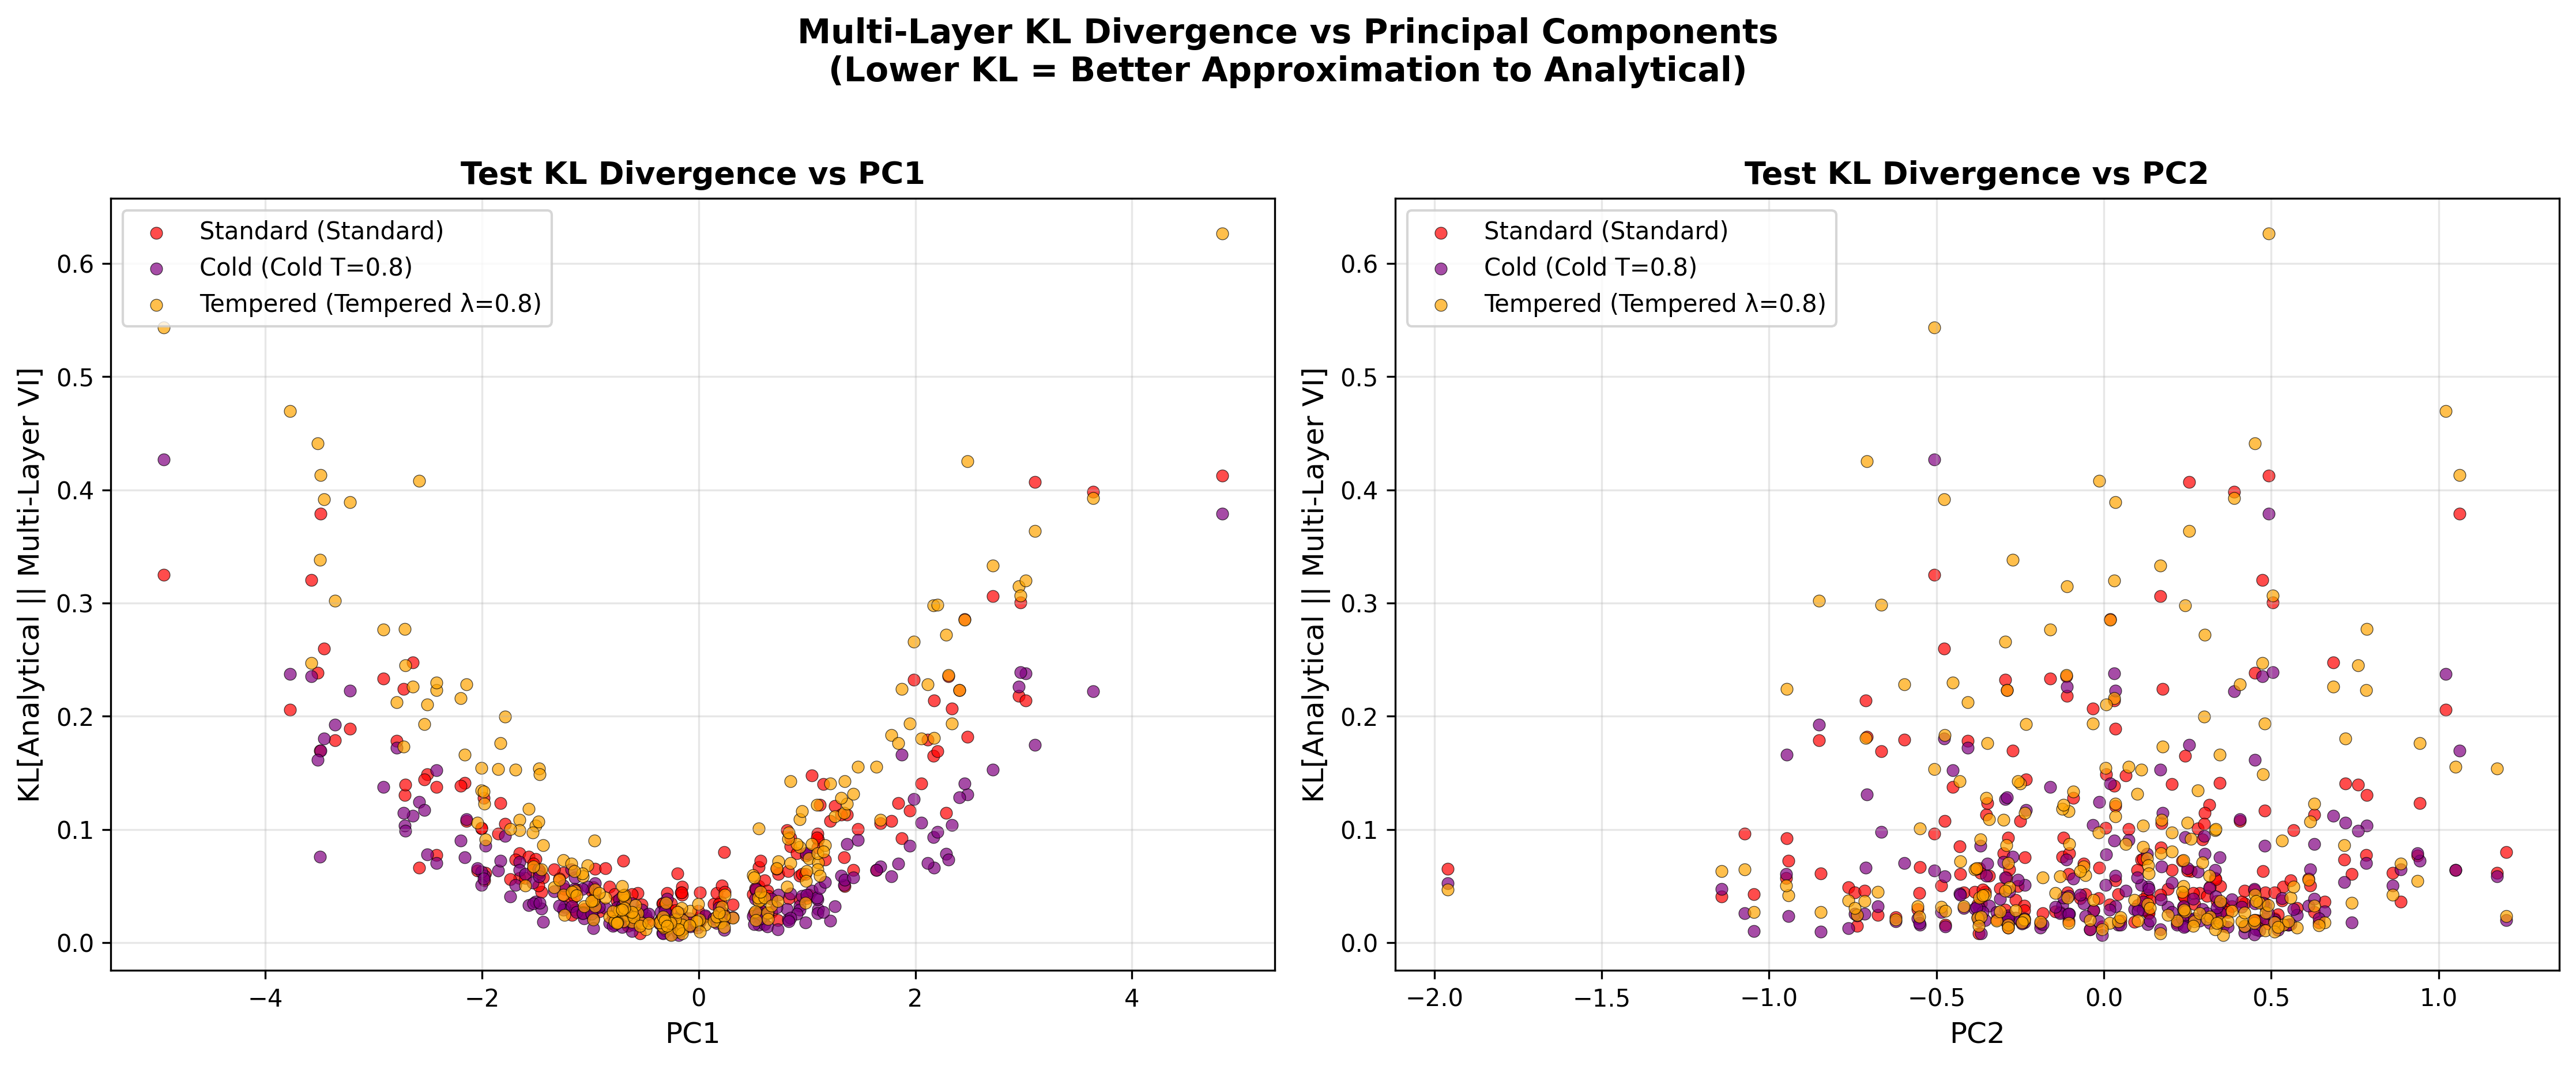 Multi-Layer KL Divergence vs Principal Components
(Lower KL = Better Approximation to Analytical)
Test KL Divergence vs PC1
KL[Analytical || Multi-Layer VI]
0.6
0.5
0.4
0.3
0.2
0.1
0.0
Standard (Standard)
Cold (Cold T=0.8)
Tempered (Tempered λ=0.8)
−4
−2
0
2
4
PC1
Test KL Divergence vs PC2
KL[Analytical || Multi-Layer VI]
0.6
0.5
0.4
0.3
0.2
0.1
0.0
Standard (Standard)
Cold (Cold T=0.8)
Tempered (Tempered λ=0.8)
−2.0
−1.5
−1.0
−0.5
0.0
0.5
1.0
PC2